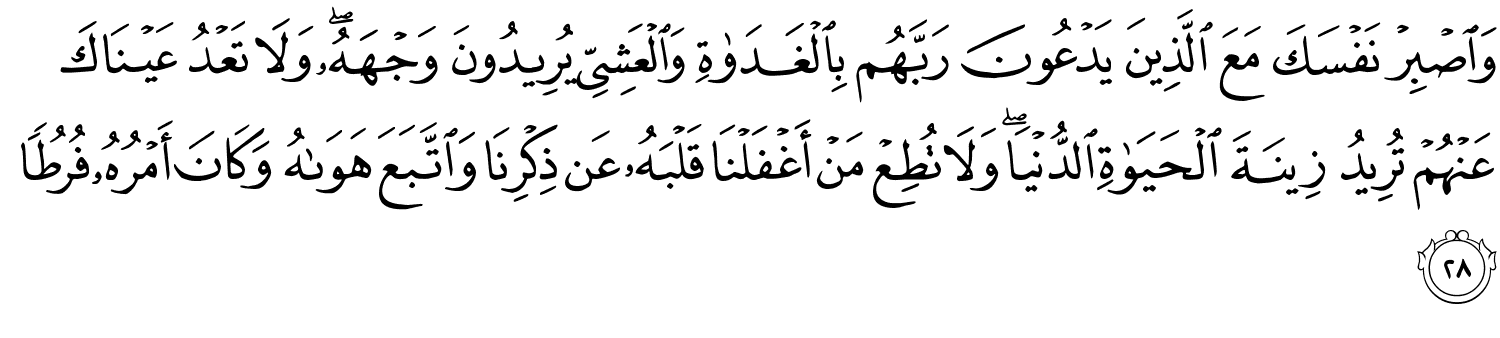 وَٱصۡبِرۡ نَفۡسَكَ مَعَ ٱلَّذِينَ يَدۡعُونَ رَبَّهُم بِٱلۡغَدَوٰةِ وَٱلۡعَشِيِّ يُرِيدُونَ وَجۡهَهُۥۖ وَلَا تَعۡدُ عَيۡنَاكَ
عَنۡهُمۡ تُرِيدُ زِينَةَ ٱلۡحَيَوٰةِ ٱلدُّنۡيَاۖ وَلَا تُطِعۡ مَنۡ أَغۡفَلۡنَا قَلۡبَهُۥ عَن ذِكۡرِنَا وَٱتَّبَعَ هَوَىٰهُ وَكَانَ أَمۡرُهُۥ فُرُطٗا
٢٨